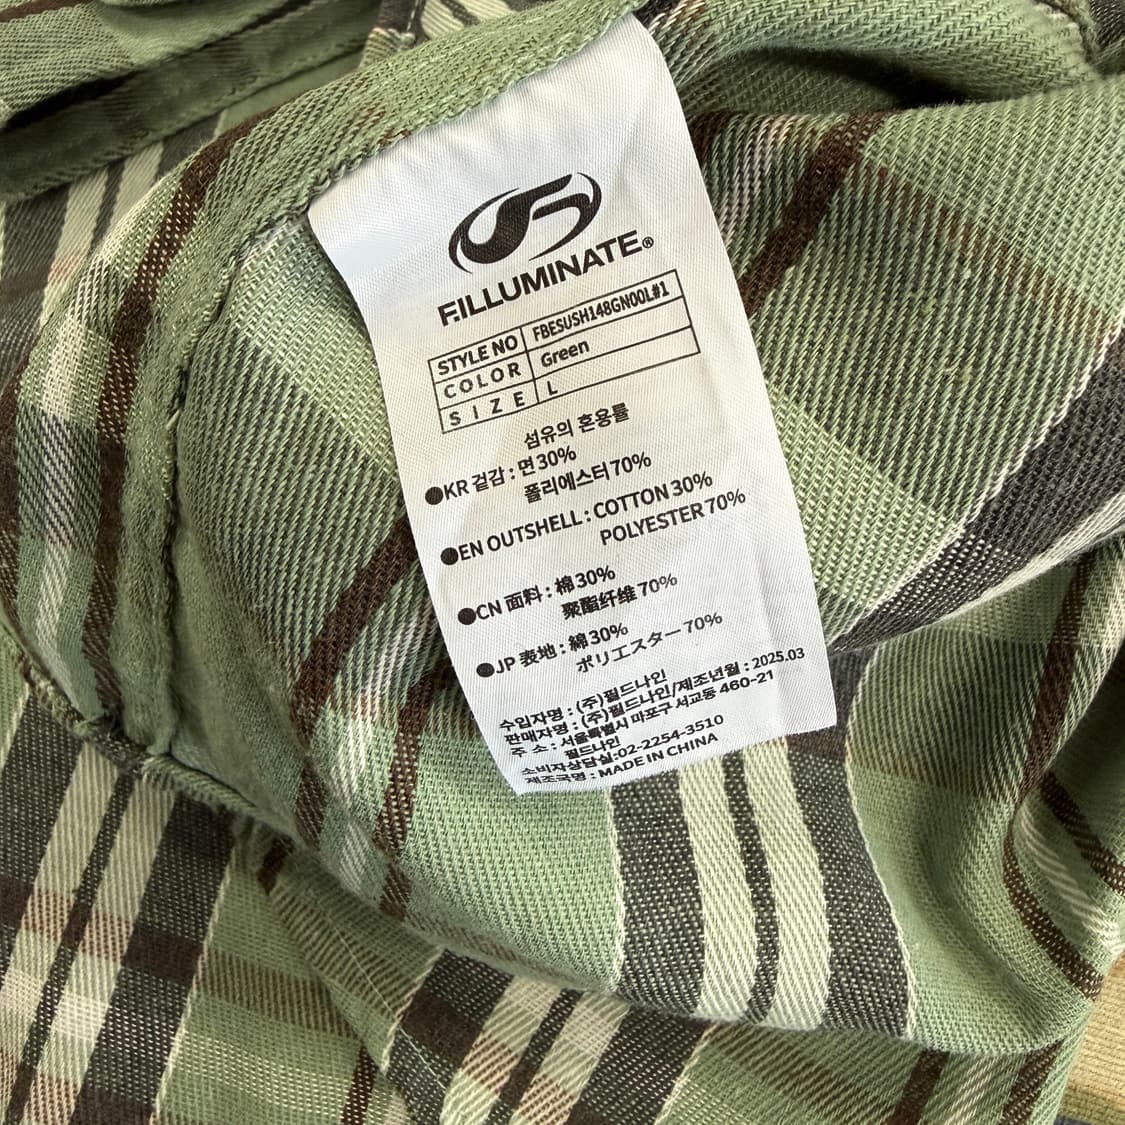 F.ILLUMINATE®
STYLE NO FBESUSH148GN00L#1
COLOR Green
SIZE L
섬유의 혼용률
●KR 겉감 : 면 30%
폴리에스터 70%
●EN OUTSHELL : COTTON 30%
POLYESTER 70%
●CN 面料 : 棉 30%
聚酯纤维 70%
●JP 表地 : 綿 30%
ポリエスター 70%
수입자명 : (주)필드나인
판매자명 : (주)필드나인/제조년월 : 2025.03
주 소 : 서울특별시 마포구 서교동 460-21
필드나인
소비자상담실:02-2254-3510
제조국명 : MADE IN CHINA